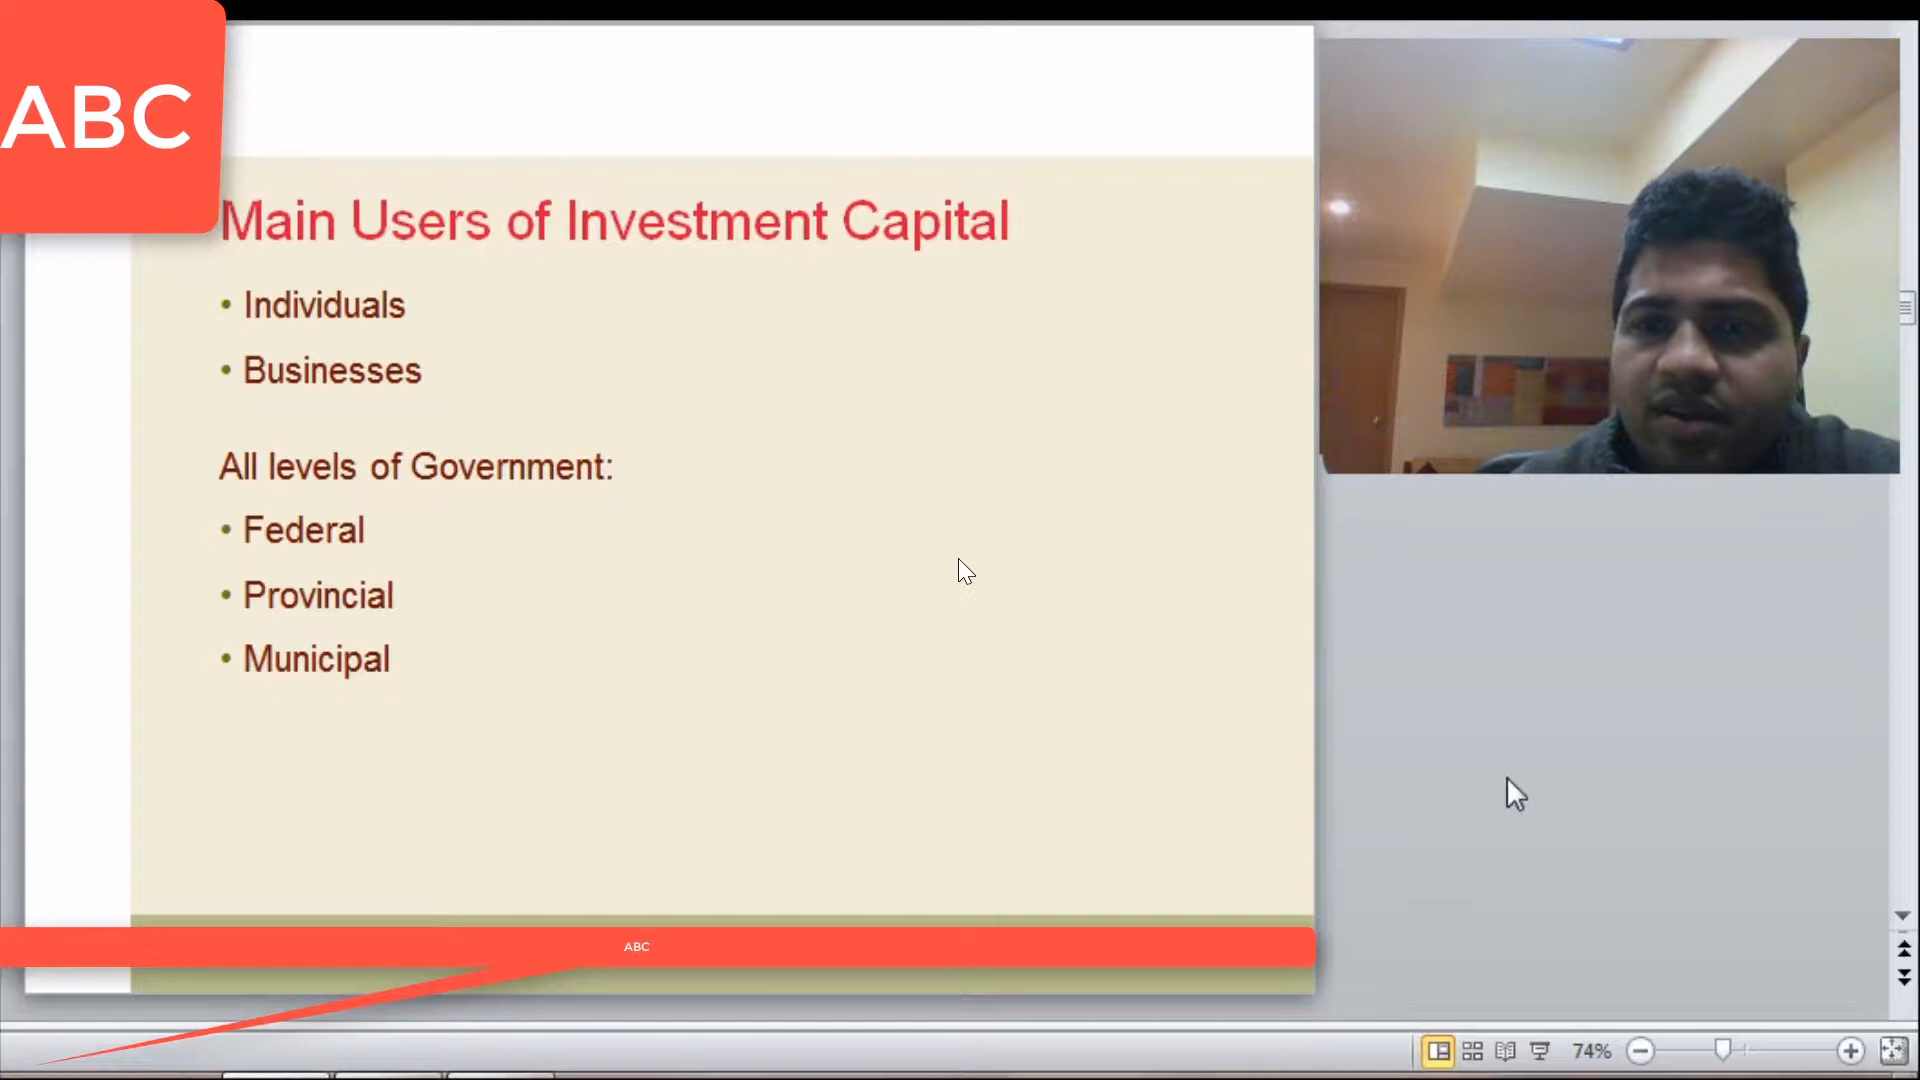 ABC
Main Users of Investment Capital
• Individuals
• Businesses
All levels of Government:
• Federal
• Provincial
• Municipal
ABC
74%